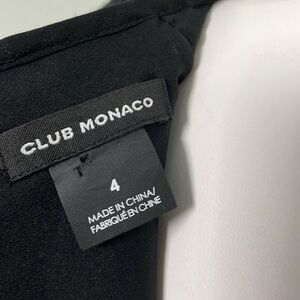 CLUB MONACO
4
MADE IN CHINA/
FABRIQUÉ EN CHINE